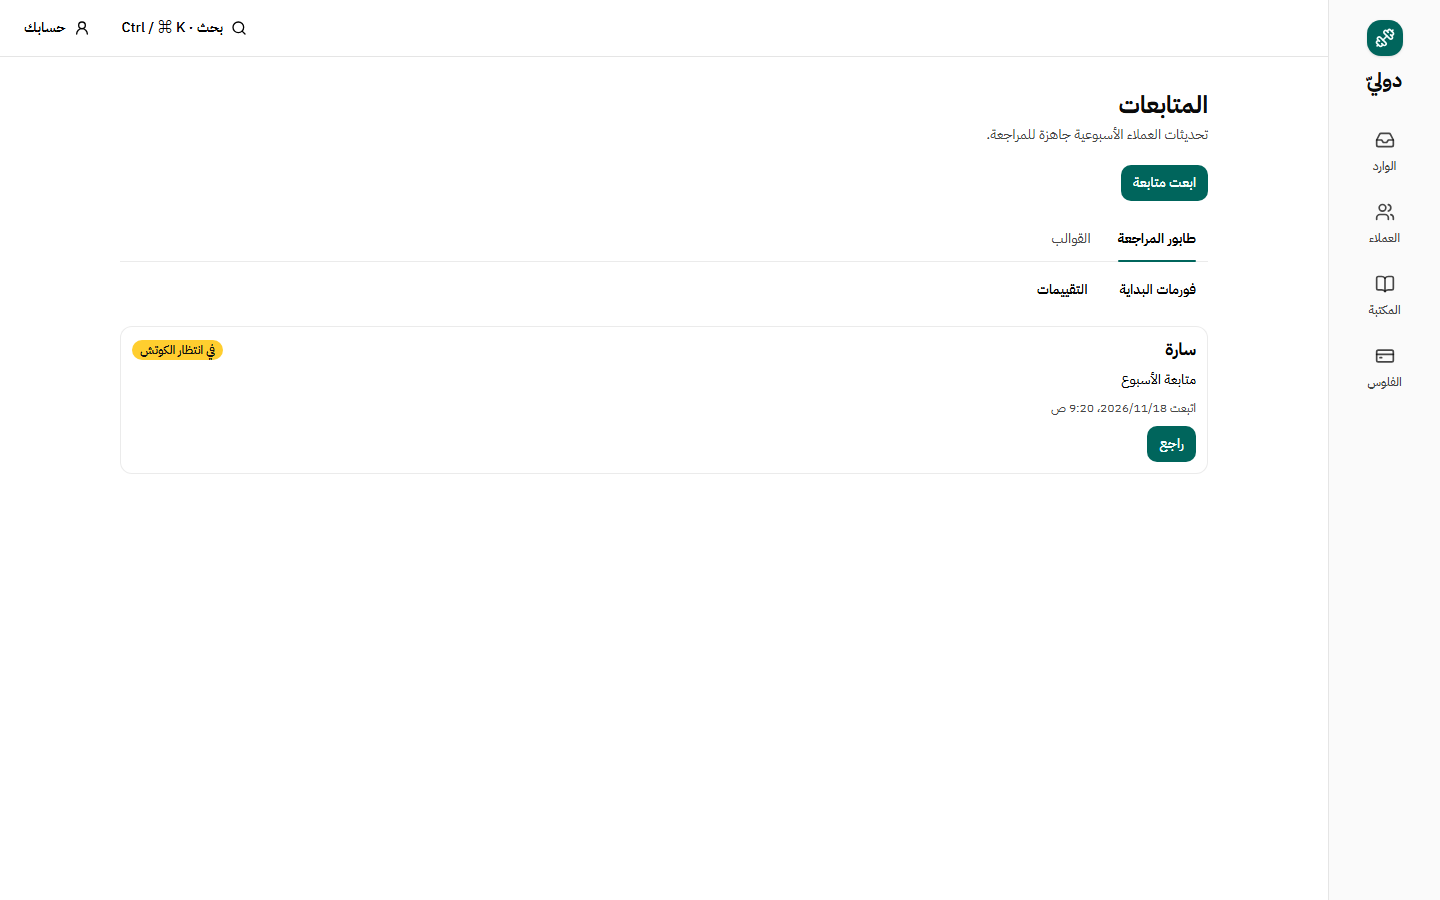 دوليّ
الوارد
العملاء
المكتبة
الفلوس
بحث · Ctrl / ⌘ K
حسابك
المتابعات
تحديثات العملاء الأسبوعية جاهزة للمراجعة.
ابعت متابعة
طابور المراجعة
القوالب
فورمات البداية
التقييمات
سارة
في انتظار الكوتش
متابعة الأسبوع
اتبعت 2026/11/18، 9:20 ص
راجع